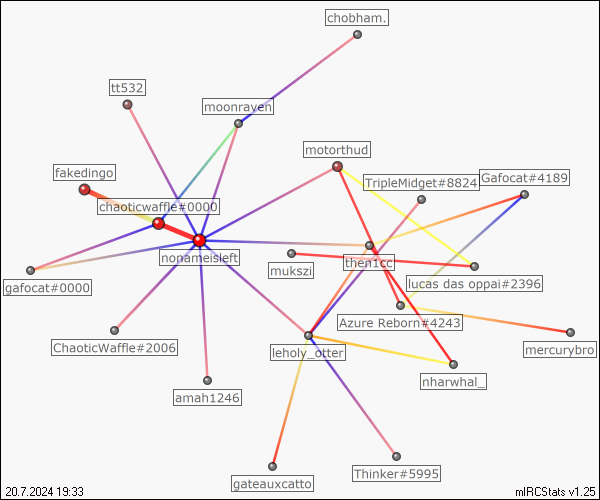 chobham.
tt532
moonraven
motorthud
fakedingo
TripleMidget#8824
Gafocat#4189
chaoticwaffle#0000
nonameisleft
then1cc
mukszi
gafocat#0000
lucas das oppai#2396
Azure Reborn#4243
ChaoticWaffle#2006
leholy_otter
mercurybro
nharwhal_
amah1246
Thinker#5995
gateauxcatto
20.7.2024 19:33
mIRCStats v1.25